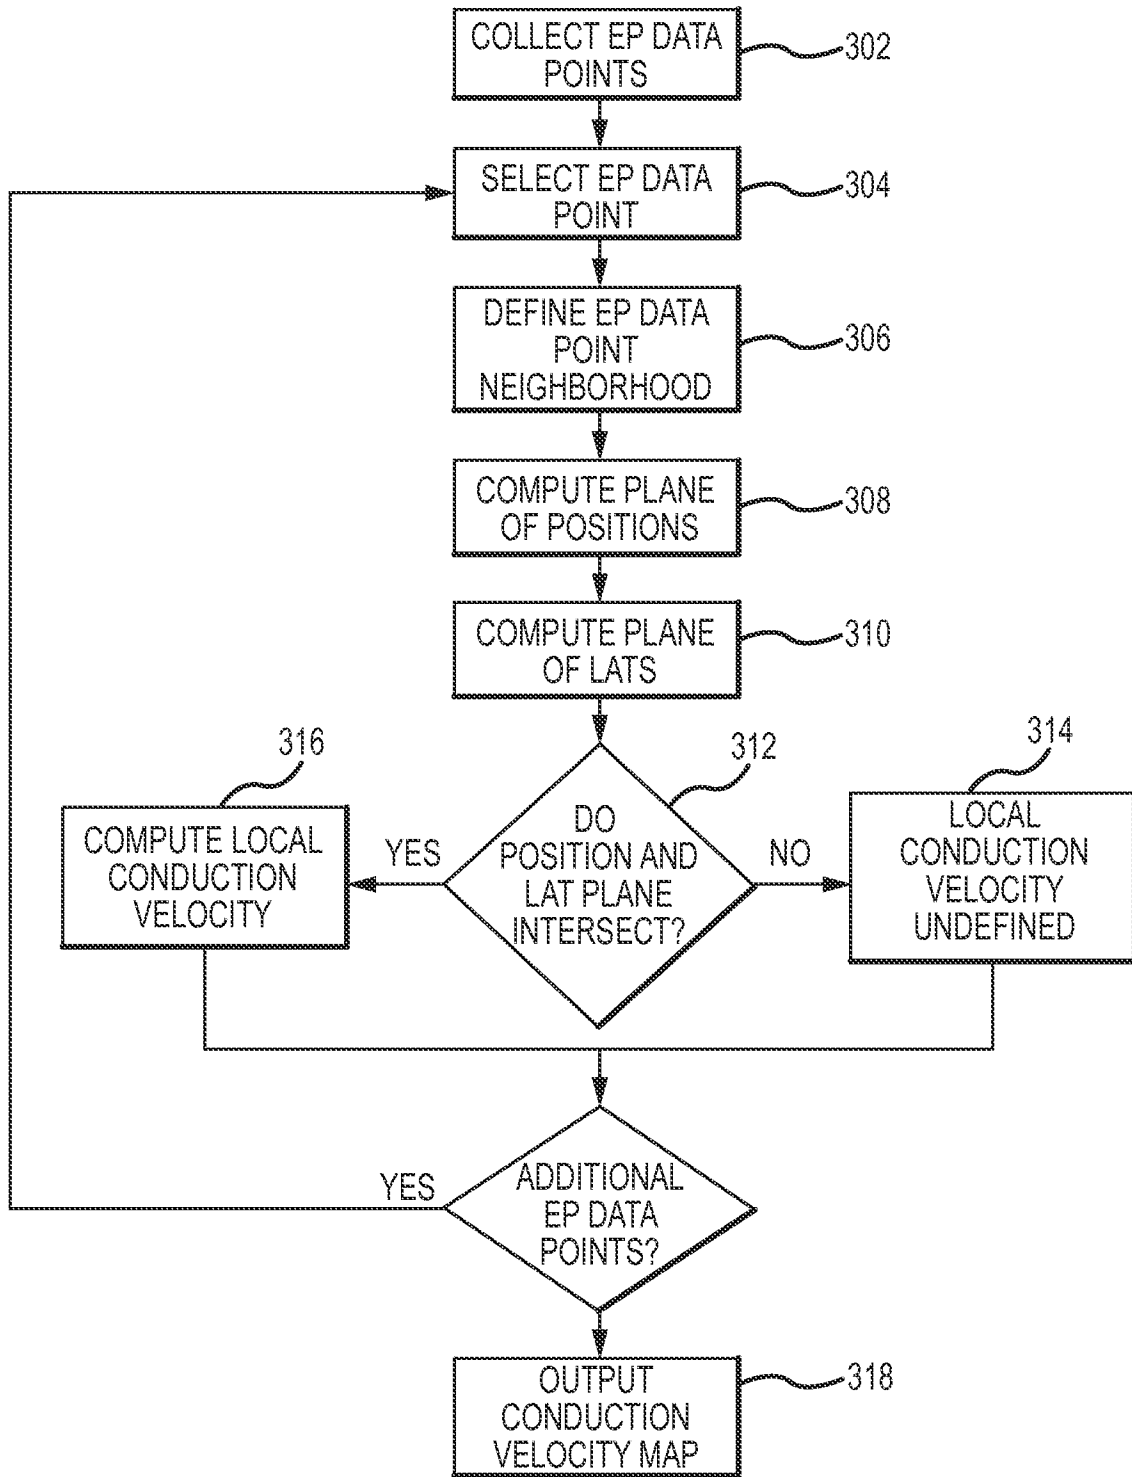 COLLECT EP DATA
POINTS
302
SELECT EP DATA
POINT
304
DEFINE EP DATA
POINT
NEIGHBORHOOD
306
COMPUTE PLANE
OF POSITIONS
308
COMPUTE PLANE
OF LATS
310
316
312
314
COMPUTE LOCAL
CONDUCTION
VELOCITY
YES
DO
POSITION AND
LAT PLANE
INTERSECT?
NO
LOCAL
CONDUCTION
VELOCITY
UNDEFINED
YES
ADDITIONAL
EP DATA
POINTS?
OUTPUT
CONDUCTION
VELOCITY MAP
318